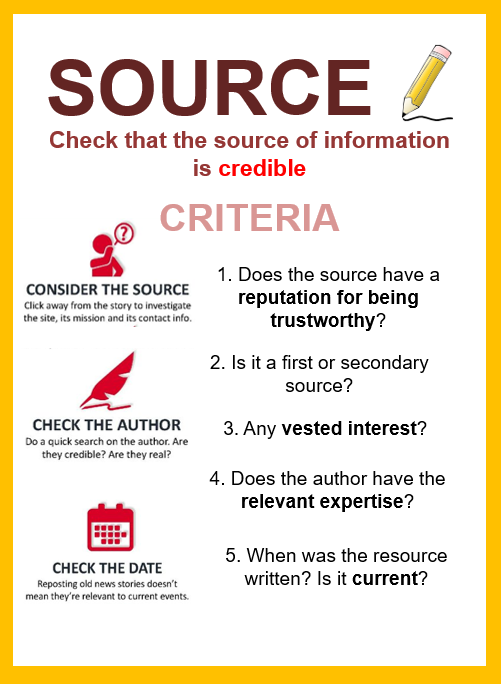 SOURCE
Check that the source of information
is credible
CRITERIA
?
CONSIDER THE SOURCE
Click away from the story to investigate
the site, its mission and its contact info.
1. Does the source have a
reputation for being
trustworthy?
2. Is it a first or secondary
source?
CHECK THE AUTHOR
Do a quick search on the author. Are
they credible? Are they real?
3. Any vested interest?
4. Does the author have the
relevant expertise?
CHECK THE DATE
Reposting old news stories doesn't
mean they're relevant to current events.
5. When was the resource
written? Is it current?